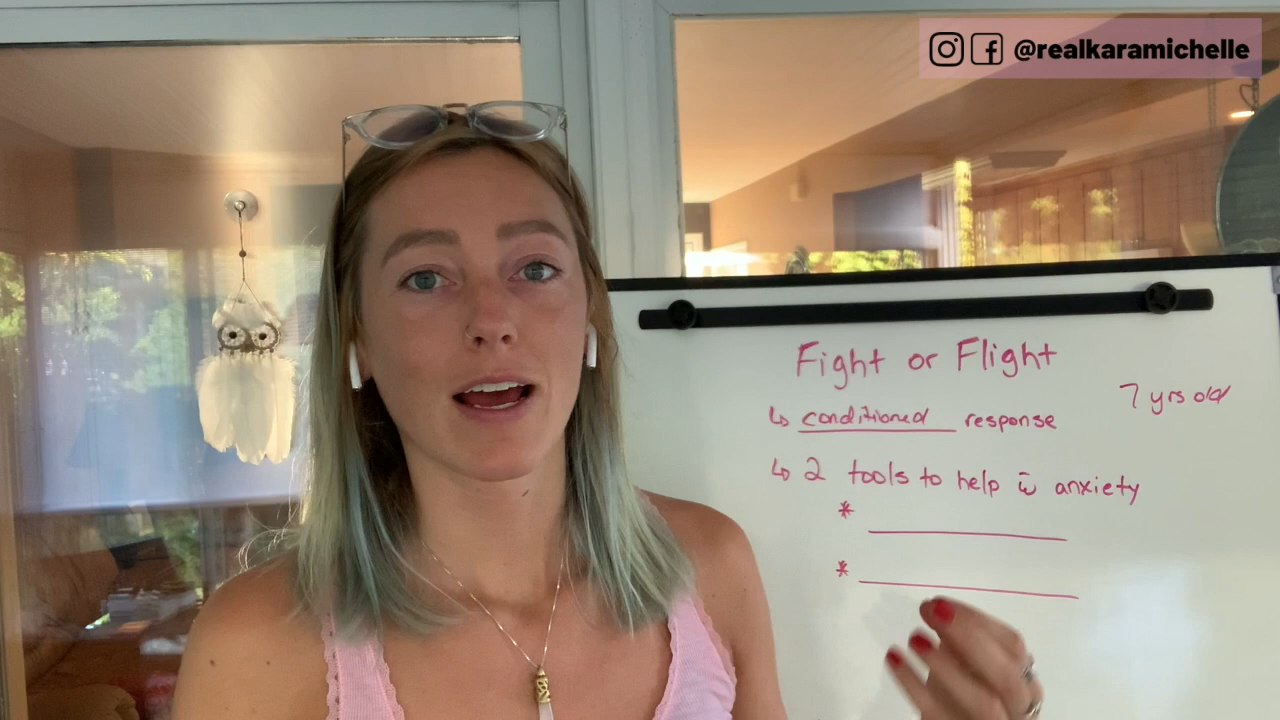 @realkaramichelle
Fight or Flight
7 yrs old
↳ conditioned response
↳ 2 tools to help c̄ anxiety
*
*